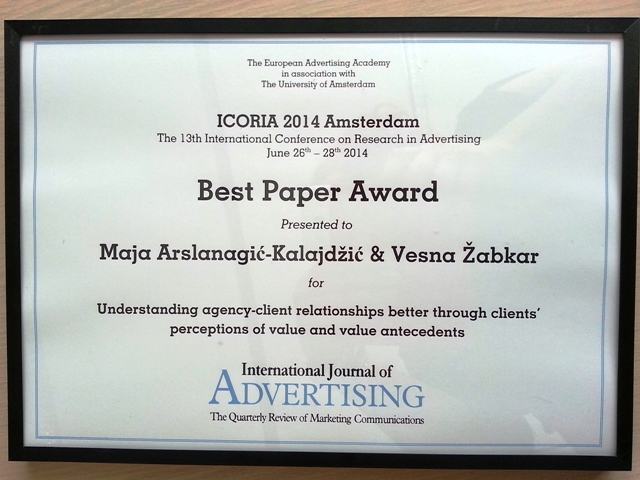 The European Advertising Academy
in association with
The University of Amsterdam
ICORIA 2014 Amsterdam
The 13th International Conference on Research in Advertising
June 26th – 28th 2014
Best Paper Award
Presented to
Maja Arslanagić-Kalajdžić & Vesna Žabkar
for
Understanding agency-client relationships better through clients'
perceptions of value and value antecedents
International Journal of
ADVERTISING
The Quarterly Review of Marketing Communications